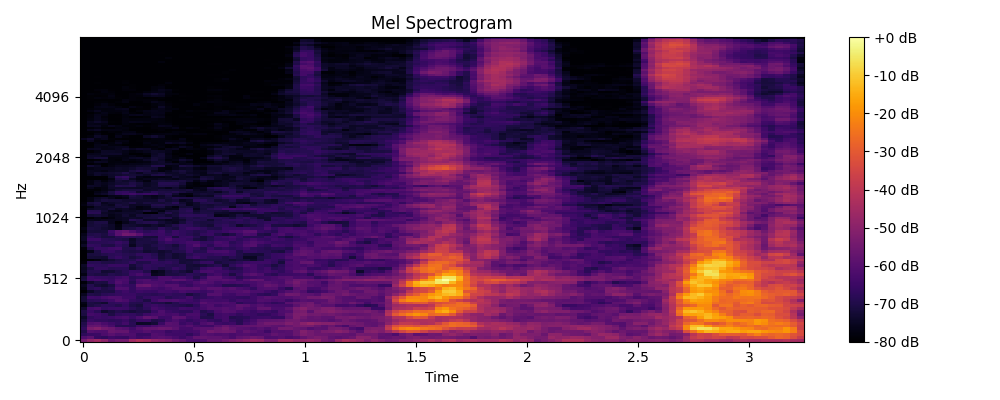 Mel Spectrogram
Hz
4096
2048
1024
512
0
0
0.5
1
1.5
2
2.5
3
Time
+0 dB
-10 dB
-20 dB
-30 dB
-40 dB
-50 dB
-60 dB
-70 dB
-80 dB